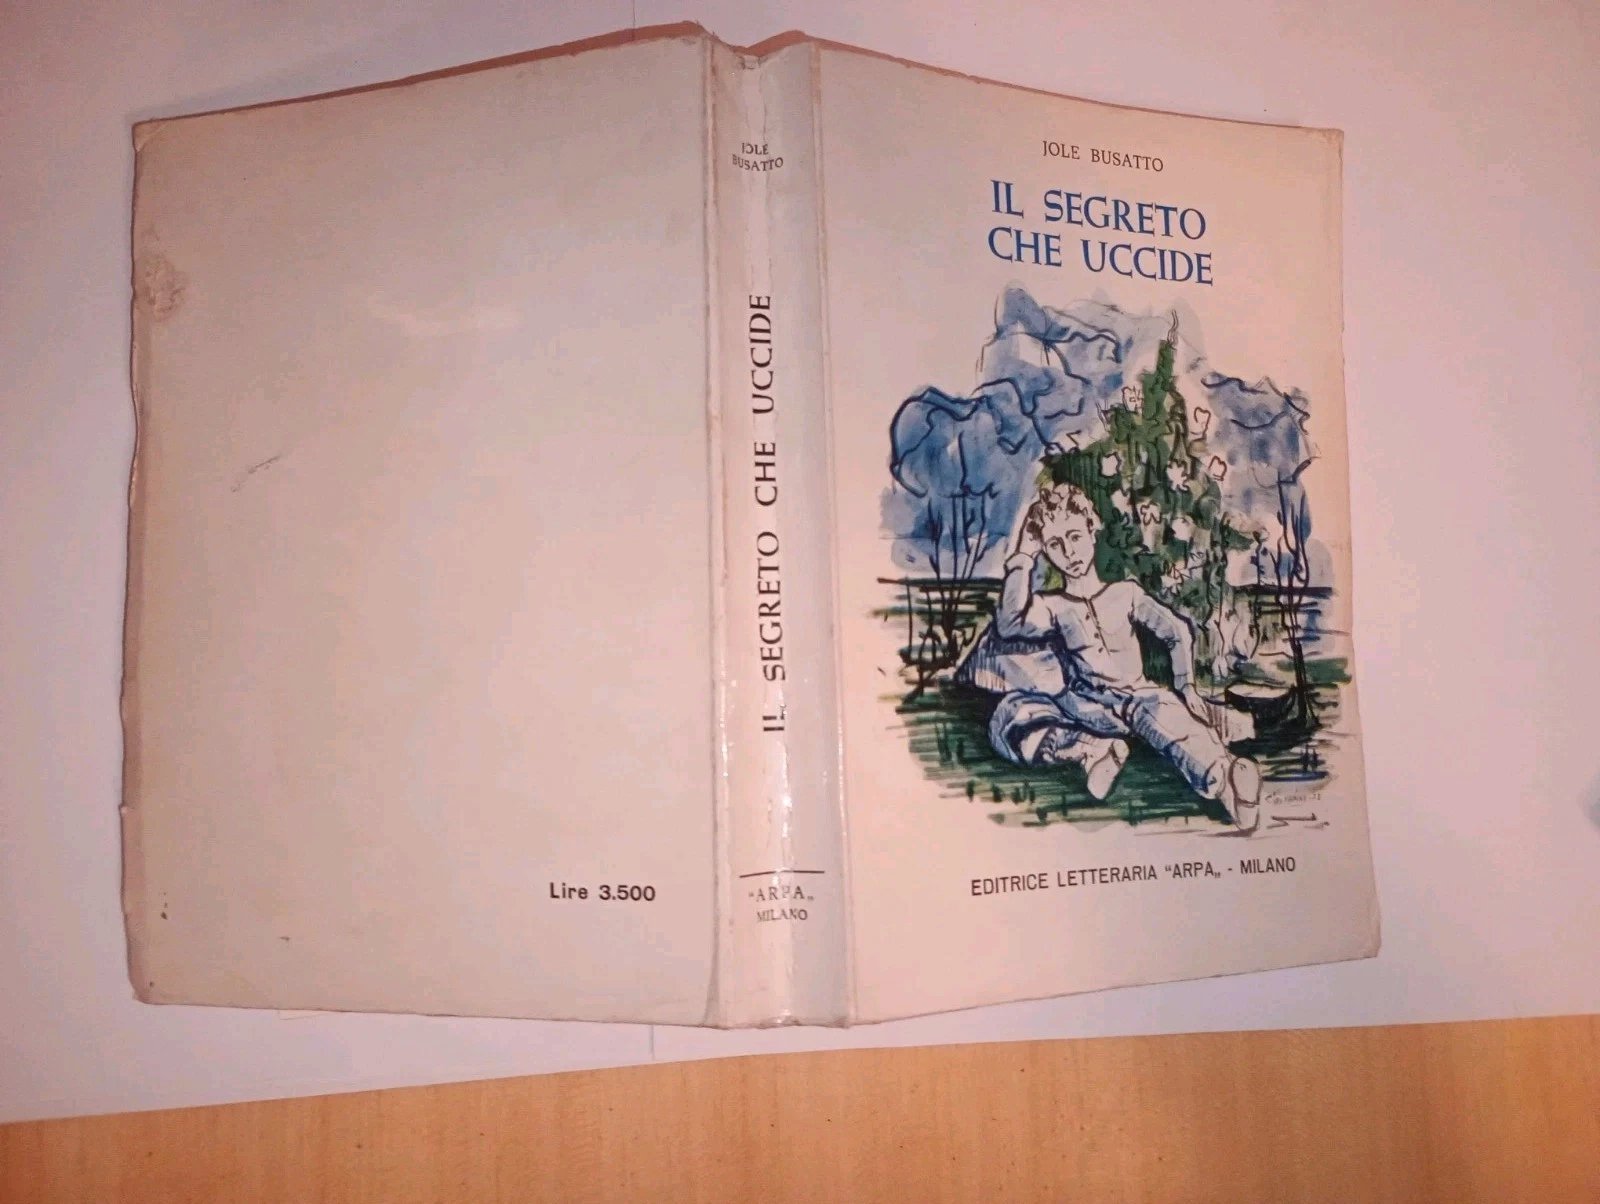 JOLE BUSATTO
IL SEGRETO
CHE UCCIDE
EDITRICE LETTERARIA "ARPA„ - MILANO
JOLE
BUSATTO
IL SEGRETO CHE UCCIDE
"ARPA„
MILANO
Lire 3.500